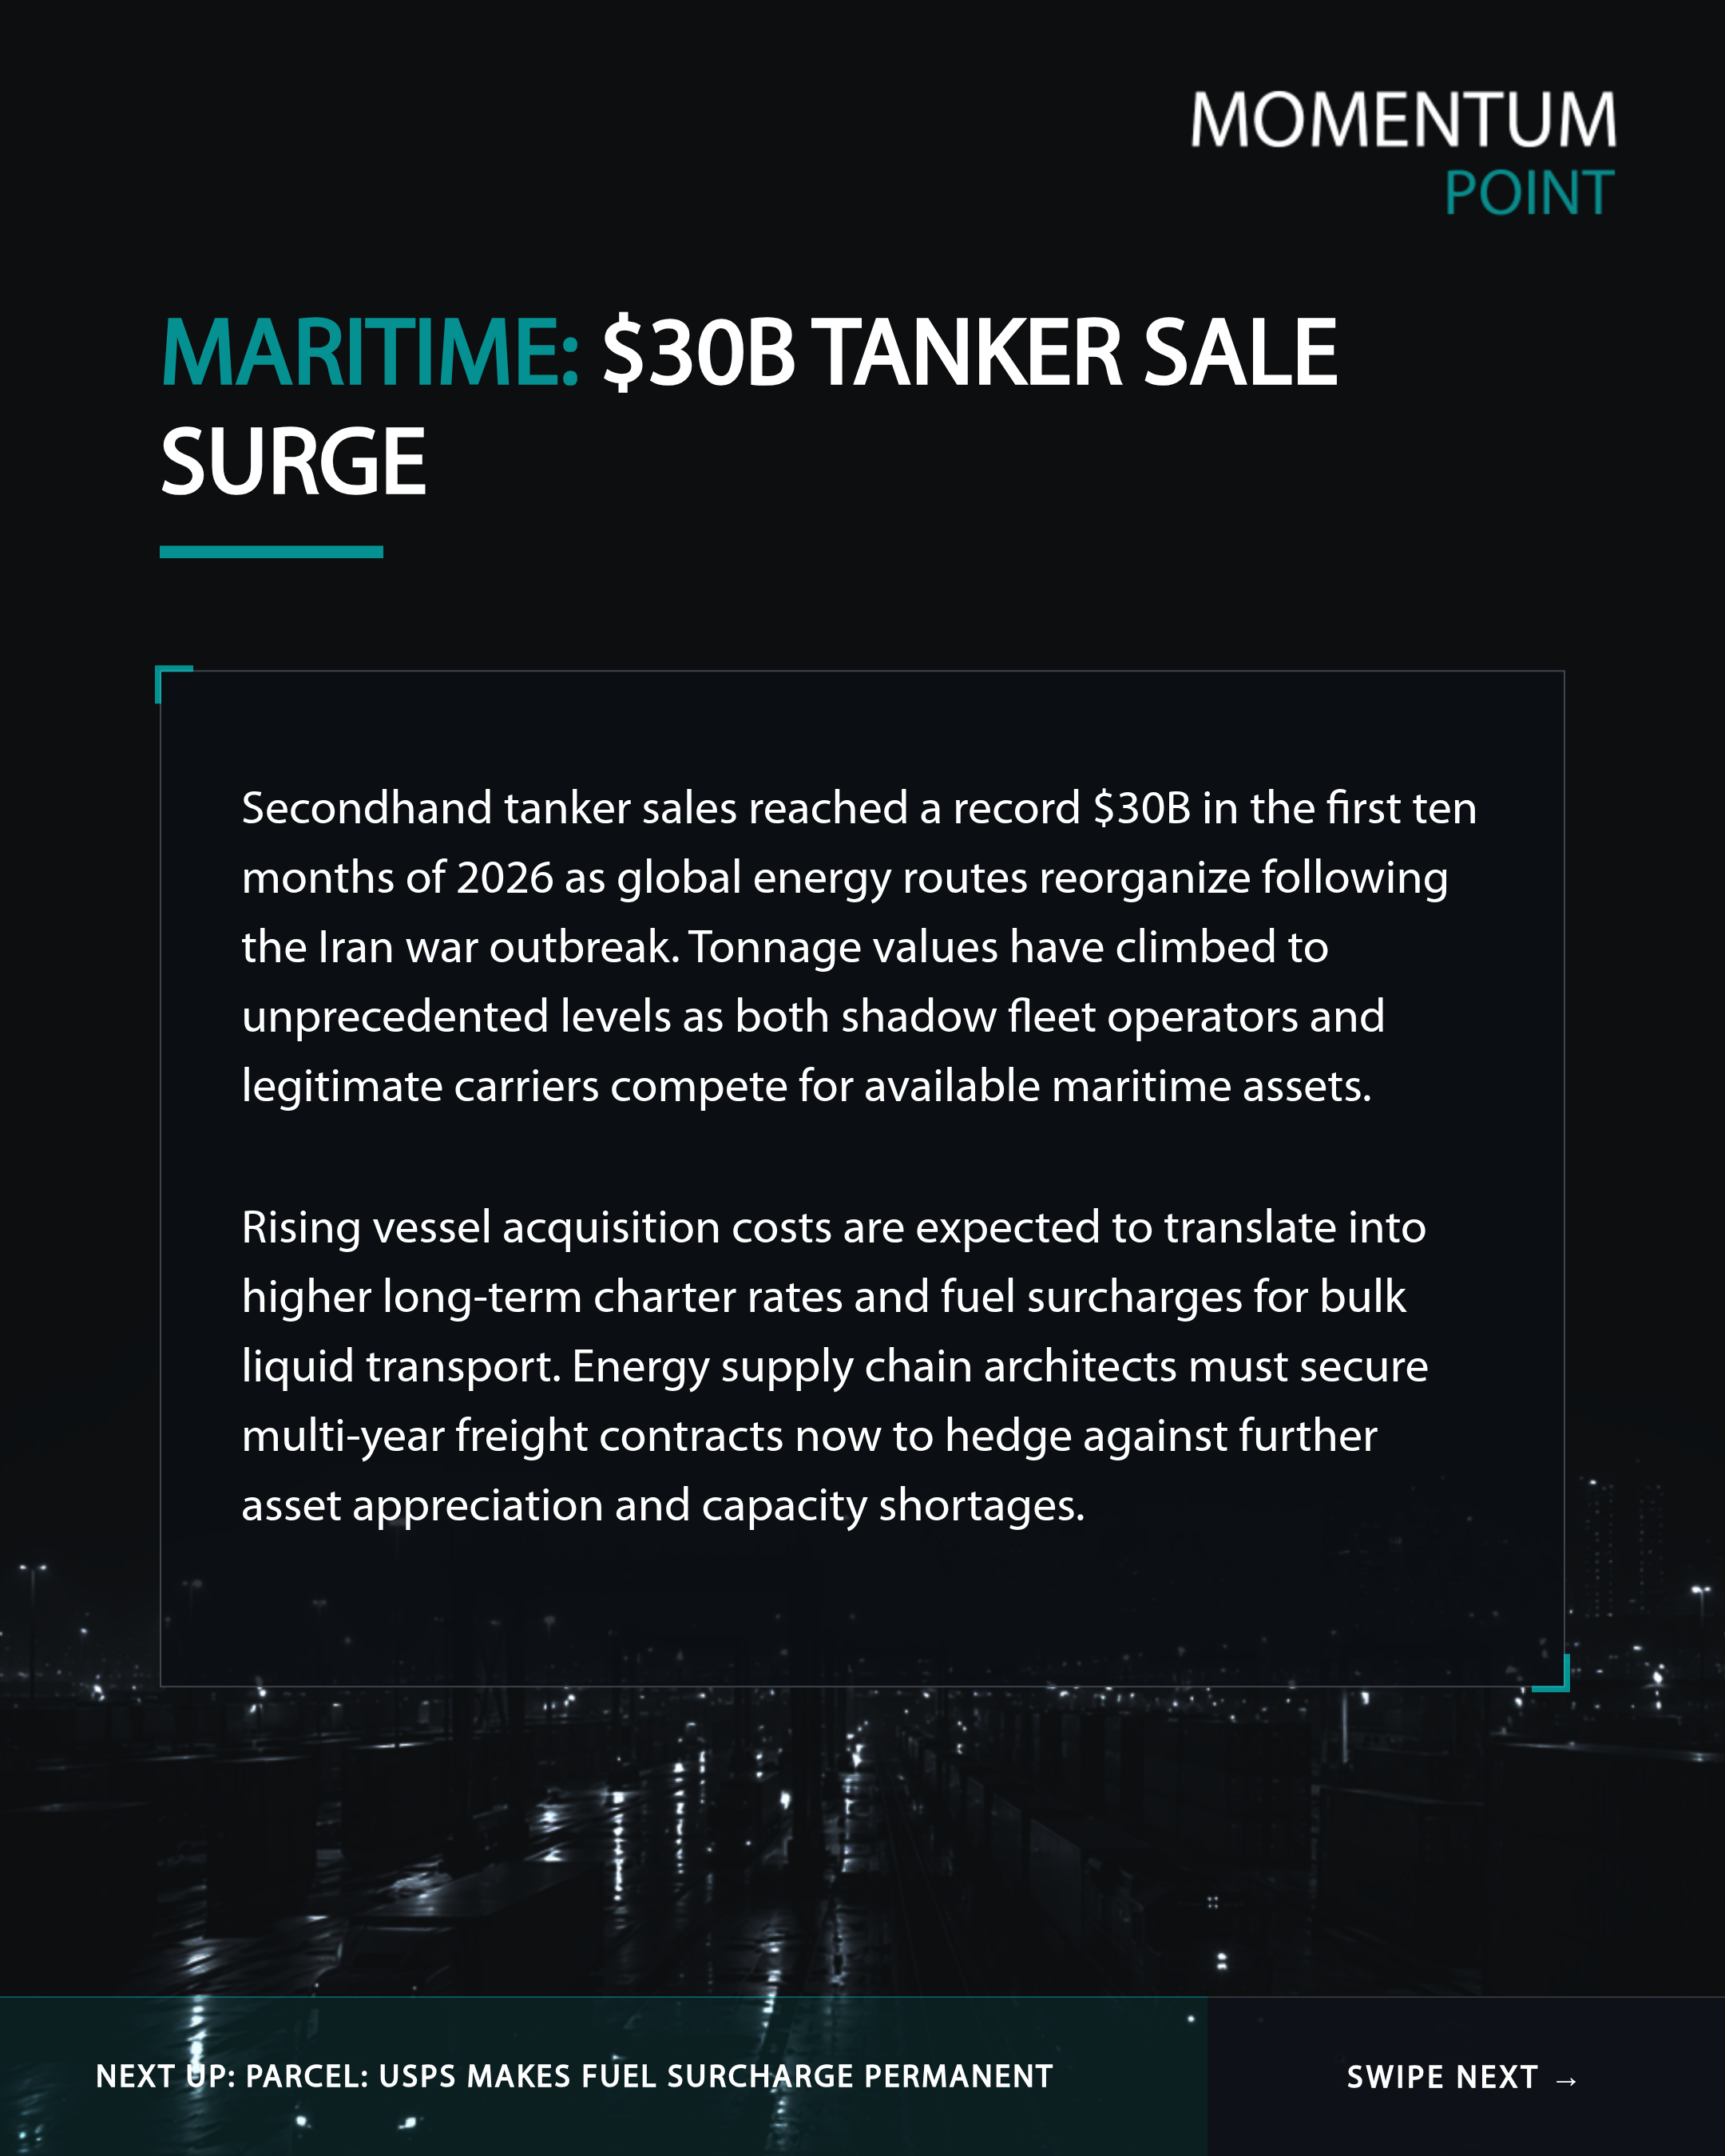 MOMENTUM
POINT
MARITIME: $30B TANKER SALE
SURGE
Secondhand tanker sales reached a record $30B in the first ten
months of 2026 as global energy routes reorganize following
the Iran war outbreak. Tonnage values have climbed to
unprecedented levels as both shadow fleet operators and
legitimate carriers compete for available maritime assets.
Rising vessel acquisition costs are expected to translate into
higher long-term charter rates and fuel surcharges for bulk
liquid transport. Energy supply chain architects must secure
multi-year freight contracts now to hedge against further
asset appreciation and capacity shortages.
NEXT UP: PARCEL: USPS MAKES FUEL SURCHARGE PERMANENT
SWIPE NEXT →